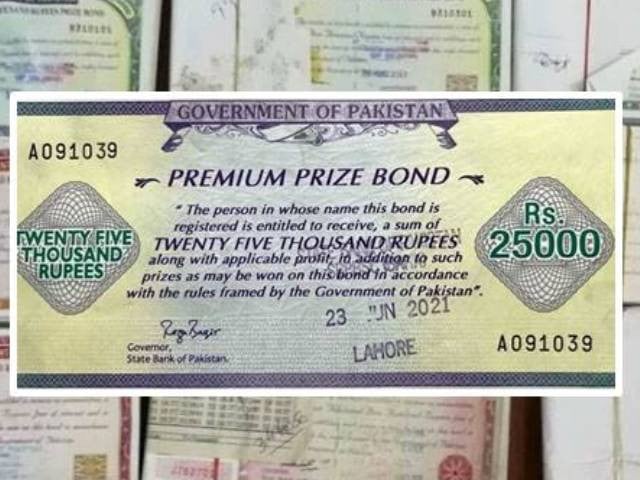 9310101
GOVERNMENT OF PAKISTAN
A091039
PREMIUM PRIZE BOND
" The person in whose name this bond is
registered is entitled to receive, a sum of
TWENTY FIVE THOUSAND RUPEES
along with applicable profit, in addition to such
prizes as may be won on this bond in accordance
with the rules framed by the Government of Pakistan".
TWENTY FIVE
THOUSAND
RUPEES
Rs.
25000
23 JUN 2021
LAHORE
Governor,
State Bank of Pakistan.
A091039